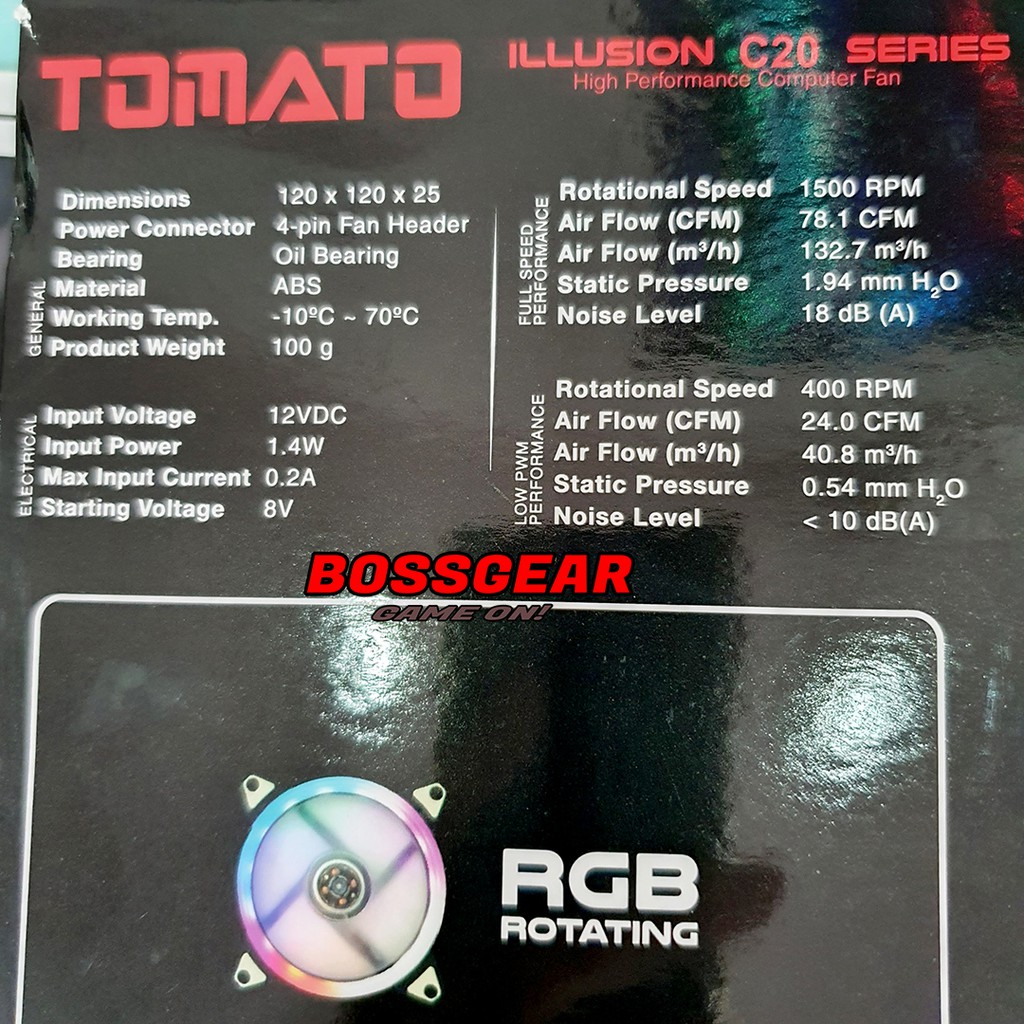 TOMATO
ILLUSION C20 SERIES
High Performance Computer Fan
GENERAL
Dimensions 120 x 120 x 25
Power Connector 4-pin Fan Header
Bearing Oil Bearing
Material ABS
Working Temp. -10ºC ~ 70ºC
Product Weight 100 g
ELECTRICAL
Input Voltage 12VDC
Input Power 1.4W
Max Input Current 0.2A
Starting Voltage 8V
FULL SPEED
PERFORMANCE
Rotational Speed 1500 RPM
Air Flow (CFM) 78.1 CFM
Air Flow (m³/h) 132.7 m³/h
Static Pressure 1.94 mm H₂O
Noise Level 18 dB (A)
LOW PWM
PERFORMANCE
Rotational Speed 400 RPM
Air Flow (CFM) 24.0 CFM
Air Flow (m³/h) 40.8 m³/h
Static Pressure 0.54 mm H₂O
Noise Level < 10 dB(A)
BOSSGEAR
GAME ON!
RGB
ROTATING